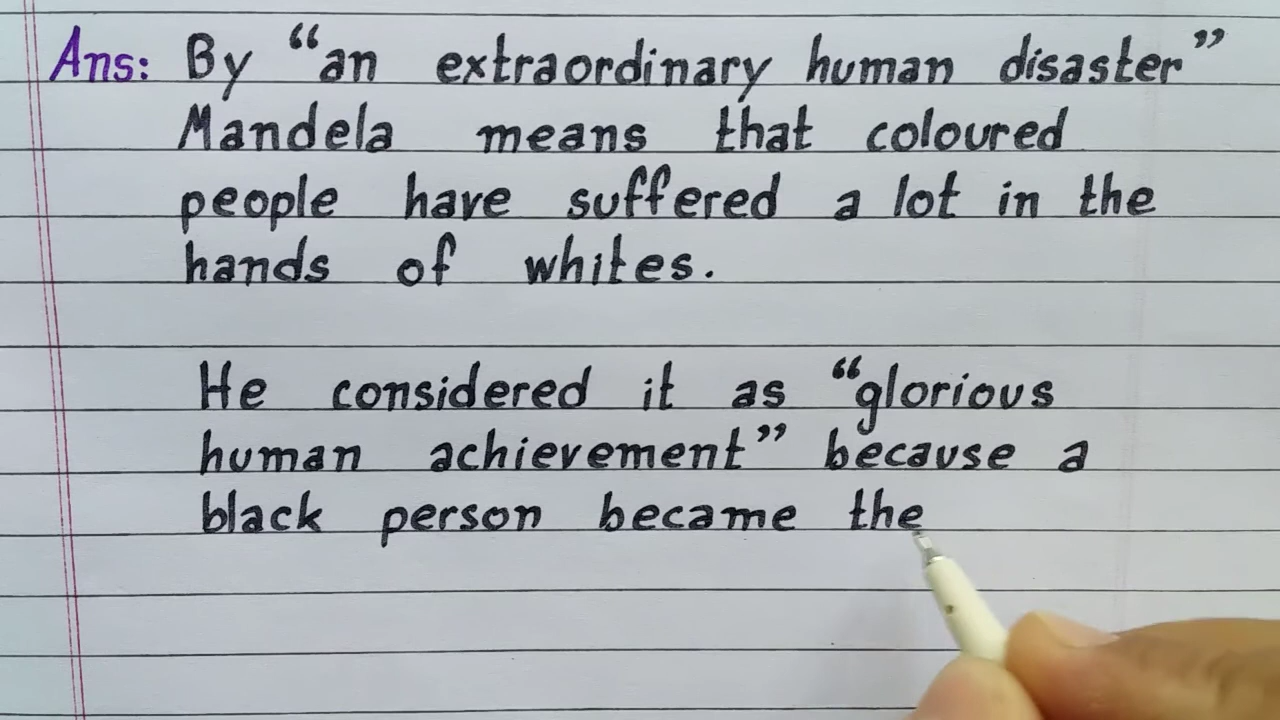 Ans: By “an extraordinary human disaster”
Mandela means that coloured
people have suffered a lot in the
hands of whites.
He considered it as “glorious
human achievement” because a
black person became the